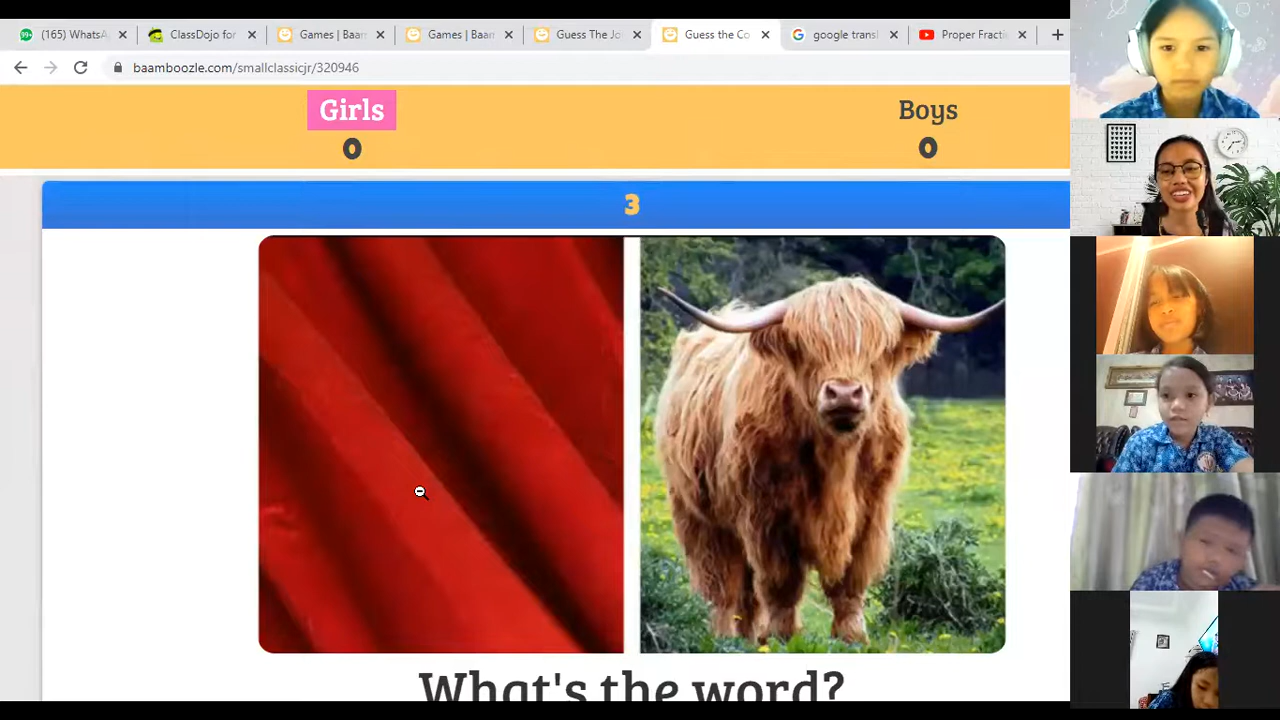 99+ (165) WhatsA
ClassDojo for
Games | Baam
Games | Baam
Guess The Jo
Guess the Co
google transl
Proper Fracti
baamboozle.com/smallclassicjr/320946
Girls
0
Boys
0
3
What's the word?